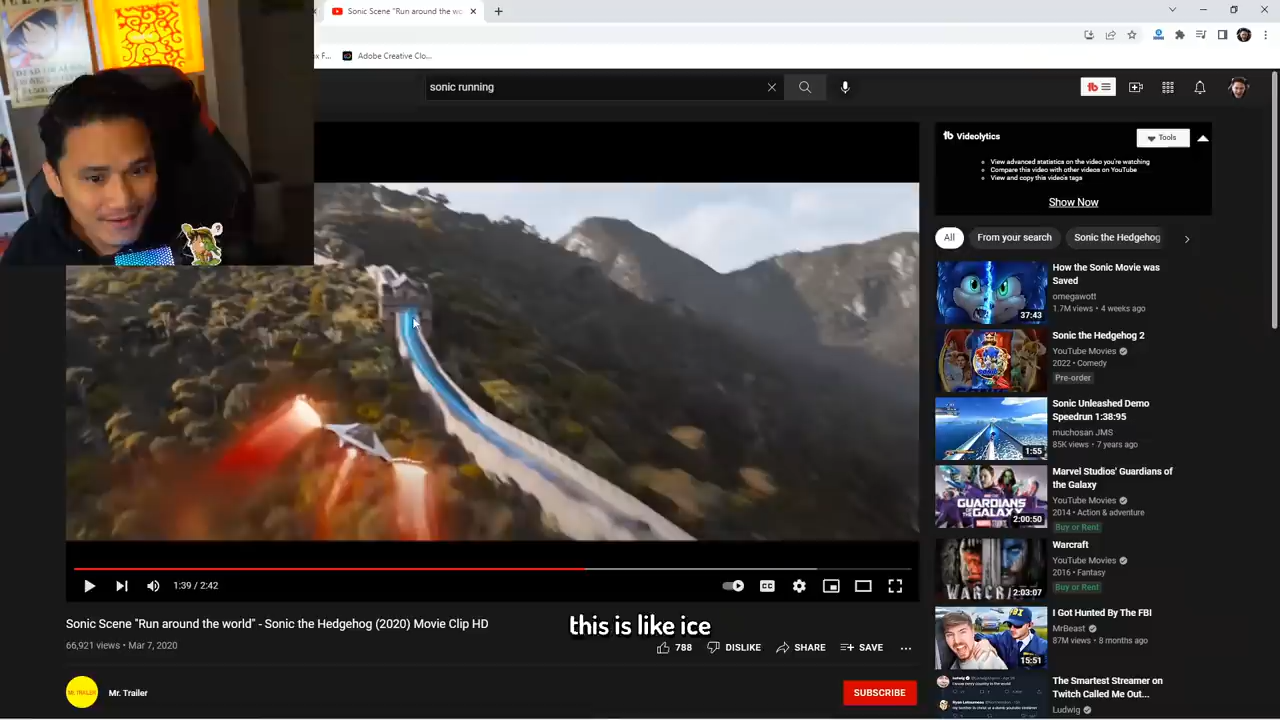 Sonic Scene "Run around the wo
Adobe Creative Clo...
sonic running
Videolytics
Tools
View advanced statistics on the video you're watching
Compare this video with other videos on YouTube
View and copy this video's tags
Show Now
All
From your search
Sonic the Hedgehog
How the Sonic Movie was
Saved
omegawott
1.7M views • 4 weeks ago
37:43
Sonic the Hedgehog 2
YouTube Movies
2022 • Comedy
Pre-order
Sonic Unleashed Demo
Speedrun 1:38:95
muchosan JMS
85K views • 7 years ago
1:55
Marvel Studios' Guardians of
the Galaxy
YouTube Movies
2014 • Action & adventure
Buy or Rent
GUARDIANS
OF THE GALAXY
2:00:50
Warcraft
YouTube Movies
2016 • Fantasy
Buy or Rent
2:03:07
I Got Hunted By The FBI
MrBeast
87M views • 8 months ago
15:51
The Smartest Streamer on
Twitch Called Me Out...
Ludwig
1:39 / 2:42
CC
Sonic Scene "Run around the world" - Sonic the Hedgehog (2020) Movie Clip HD
this is like ice
66,921 views • Mar 7, 2020
788
DISLIKE
SHARE
SAVE
Mr. Trailer
SUBSCRIBE